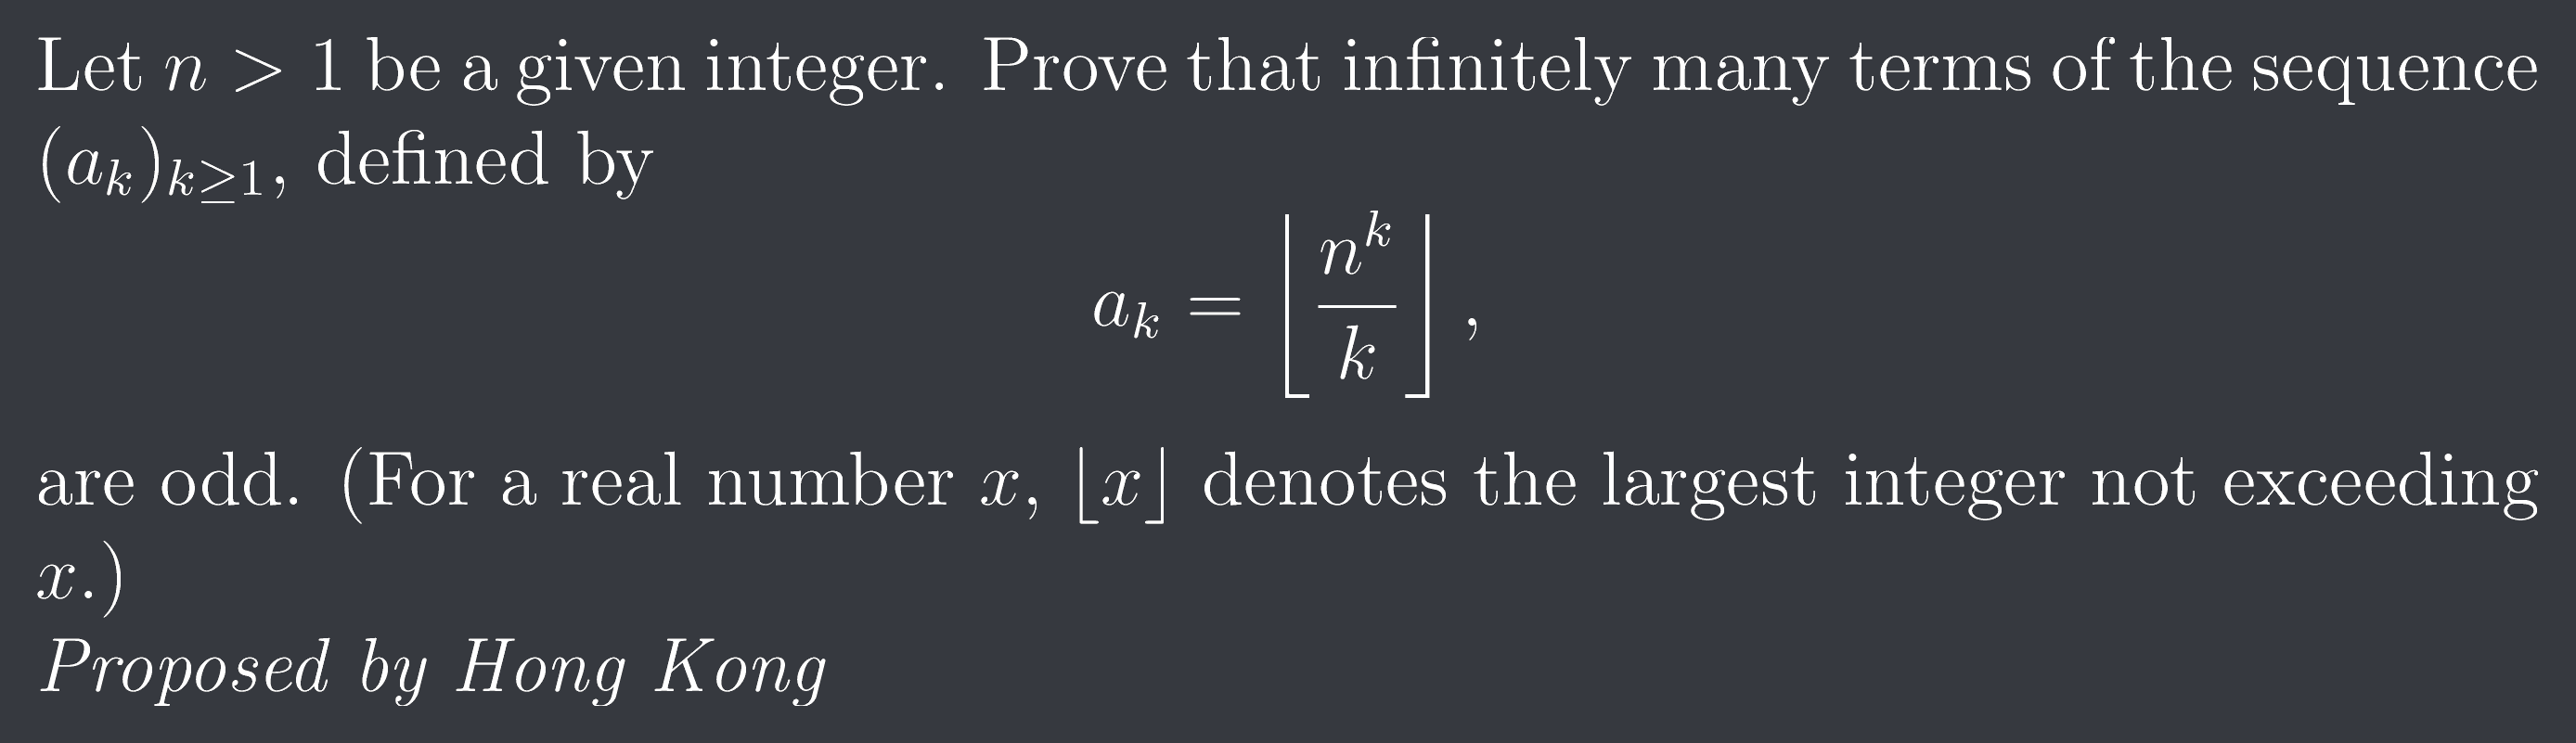 Let n > 1 be a given integer. Prove that infinitely many terms of the sequence
(a_k)_{k≥1}, defined by
a_k = ⌊n^k / k⌋,
are odd. (For a real number x, ⌊x⌋ denotes the largest integer not exceeding
x.)
Proposed by Hong Kong